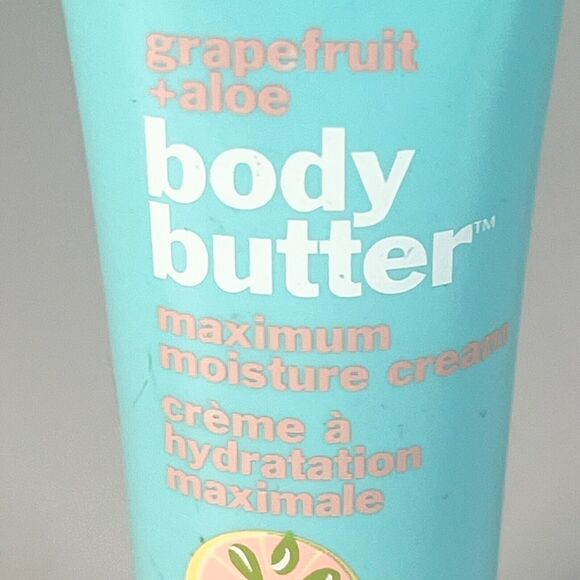 grapefruit
+aloe
body
butter™
maximum
moisture cream
crème à
hydratation
maximale